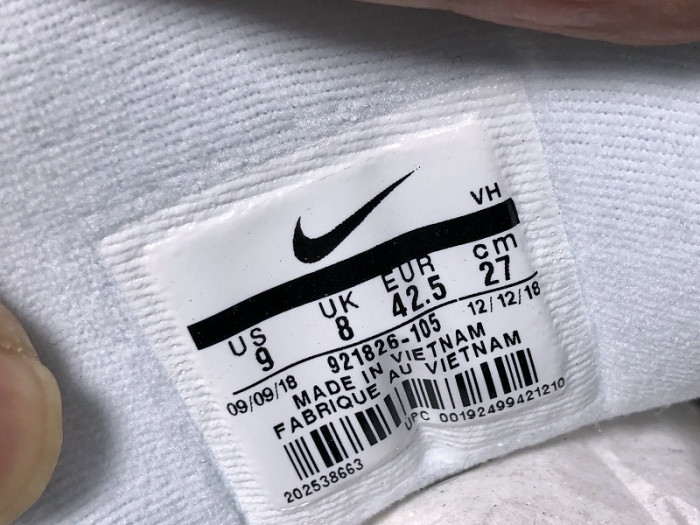 VH
US UK EUR cm
9 8 42.5 27
09/09/18 921826-105 12/12/18
MADE IN VIETNAM
FABRIQUE AU VIETNAM
UPC 00192499421210
202538663